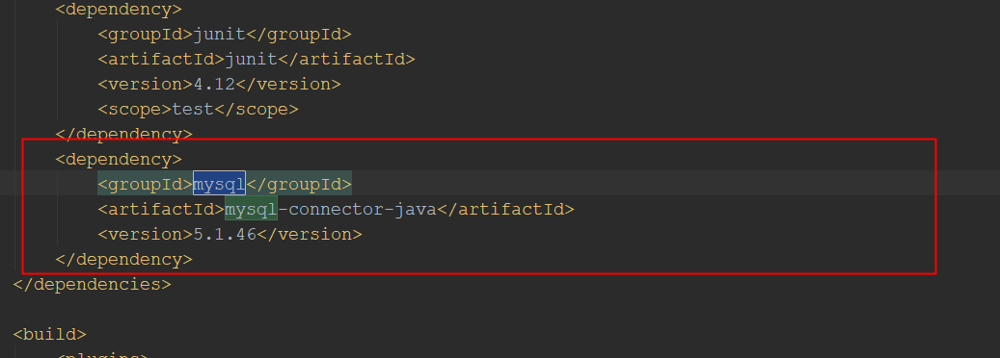 <dependency>
<groupId>junit</groupId>
<artifactId>junit</artifactId>
<version>4.12</version>
<scope>test</scope>
</dependency>
<dependency>
<groupId>mysql</groupId>
<artifactId>mysql-connector-java</artifactId>
<version>5.1.46</version>
</dependency>
</dependencies>
<build>
<plugins>